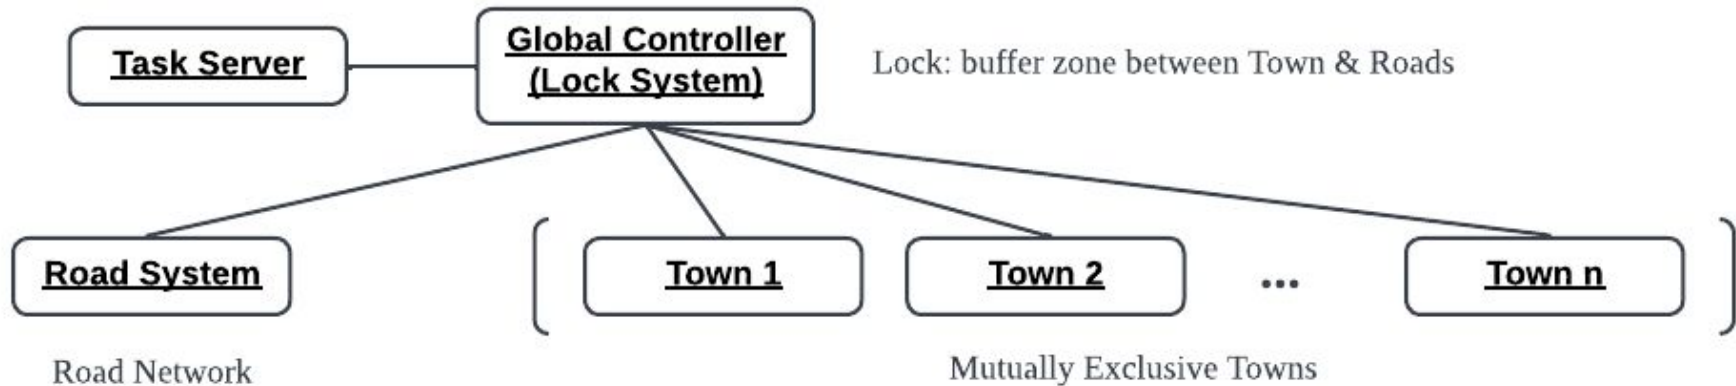 Task Server
Global Controller
(Lock System)
Lock: buffer zone between Town & Roads
Road System
Town 1
Town 2
...
Town n
Road Network
Mutually Exclusive Towns